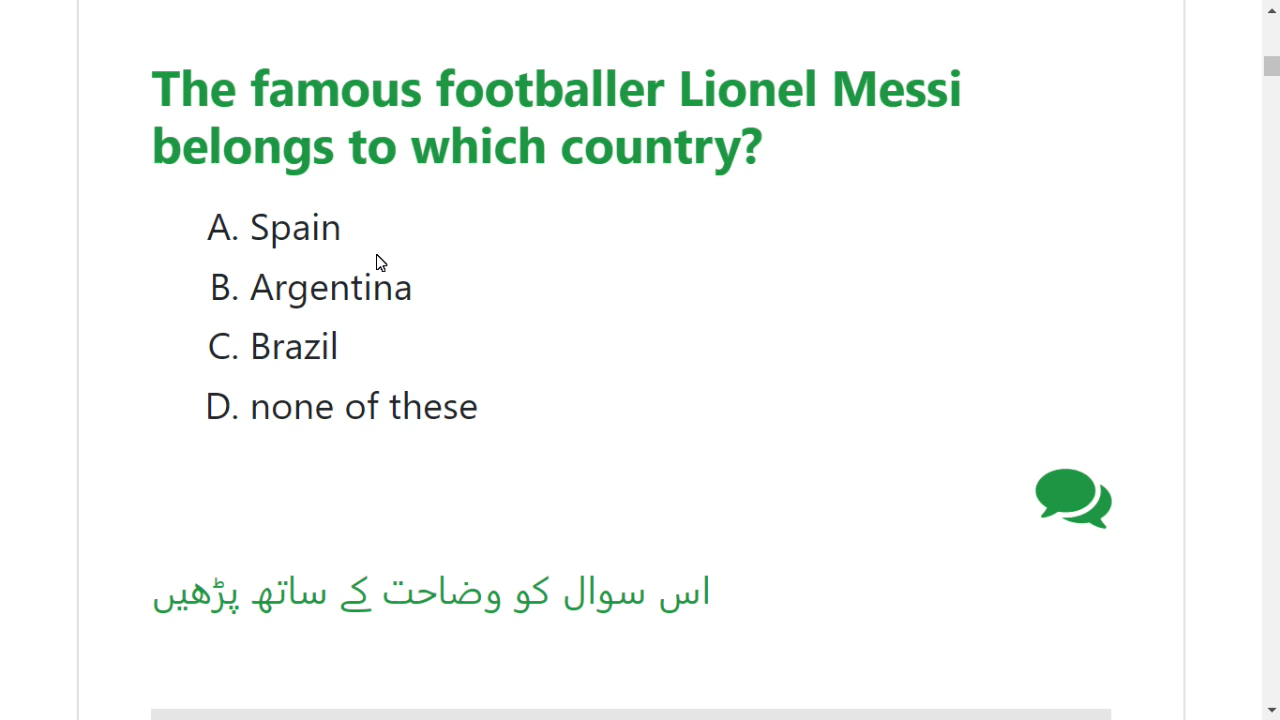 The famous footballer Lionel Messi
belongs to which country?
A. Spain
B. Argentina
C. Brazil
D. none of these
اس سوال کو وضاحت کے ساتھ پڑھیں